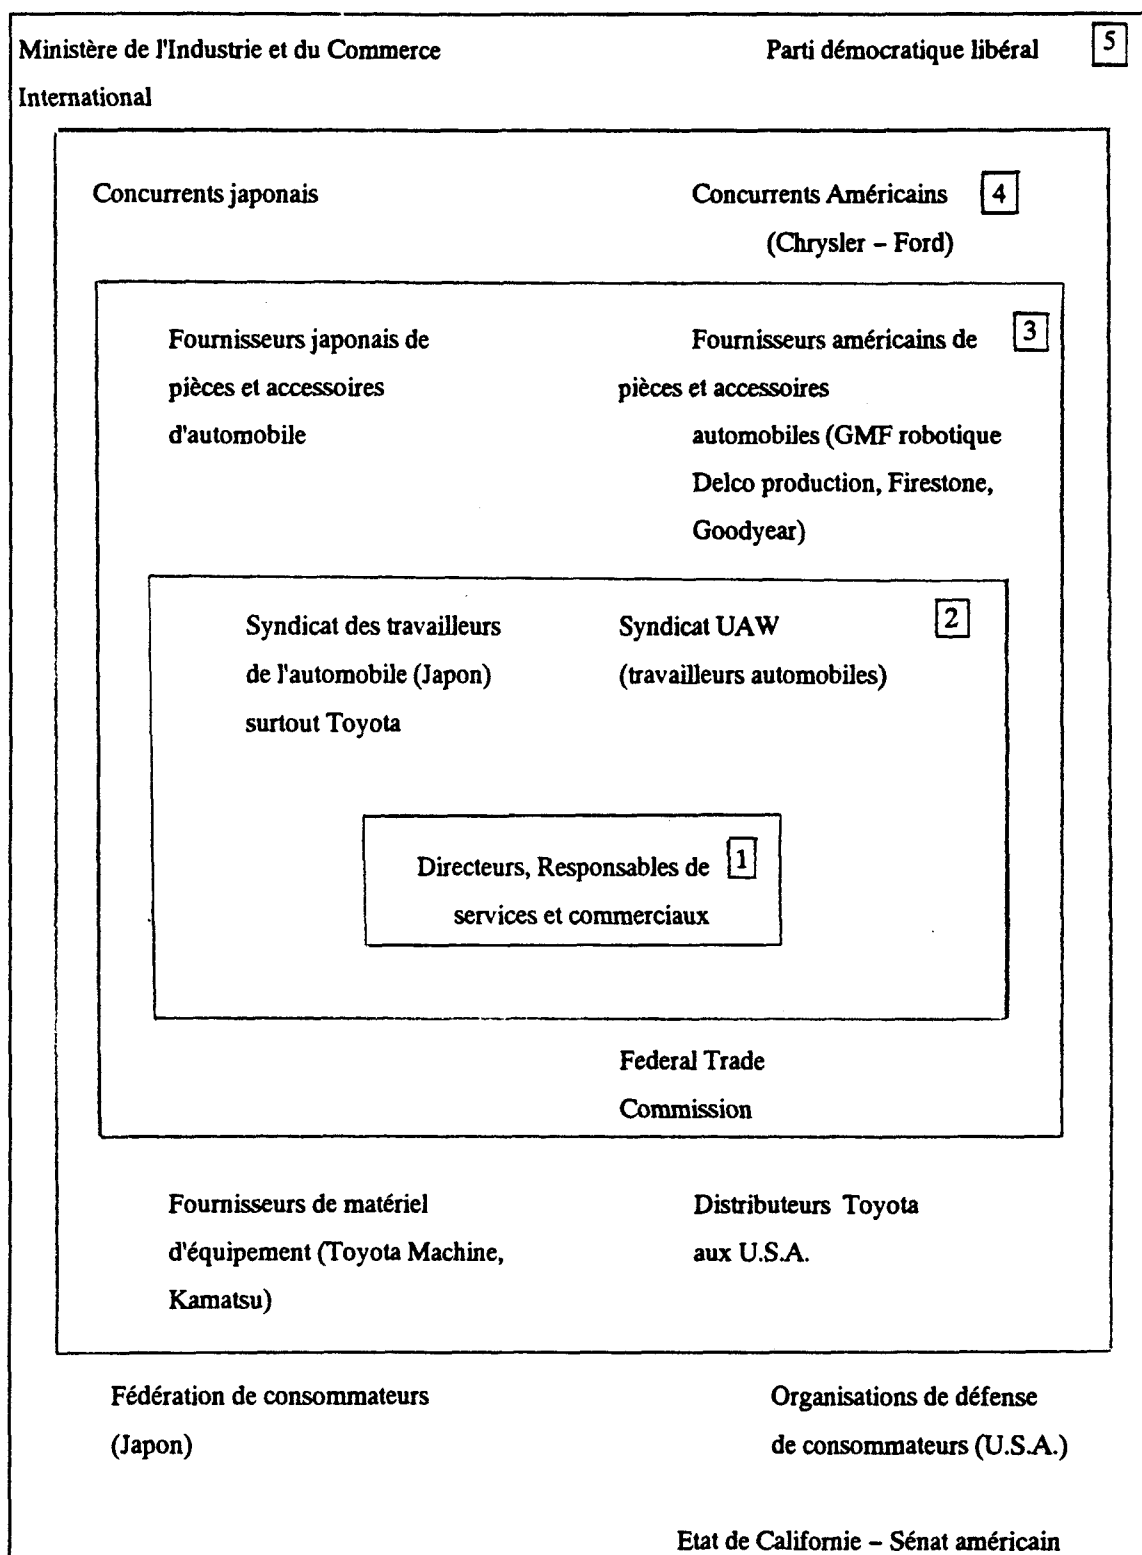 Ministère de l'Industrie et du Commerce
International
Parti démocratique libéral
5
Concurrents japonais
Concurrents Américains
(Chrysler – Ford)
4
Fournisseurs japonais de
pièces et accessoires
d'automobile
Fournisseurs américains de
pièces et accessoires
automobiles (GMF robotique
Delco production, Firestone,
Goodyear)
3
Syndicat des travailleurs
de l'automobile (Japon)
surtout Toyota
Syndicat UAW
(travailleurs automobiles)
2
Directeurs, Responsables de
services et commerciaux
1
Federal Trade
Commission
Fournisseurs de matériel
d'équipement (Toyota Machine,
Kamatsu)
Distributeurs Toyota
aux U.S.A.
Fédération de consommateurs
(Japon)
Organisations de défense
de consommateurs (U.S.A.)
Etat de Californie – Sénat américain